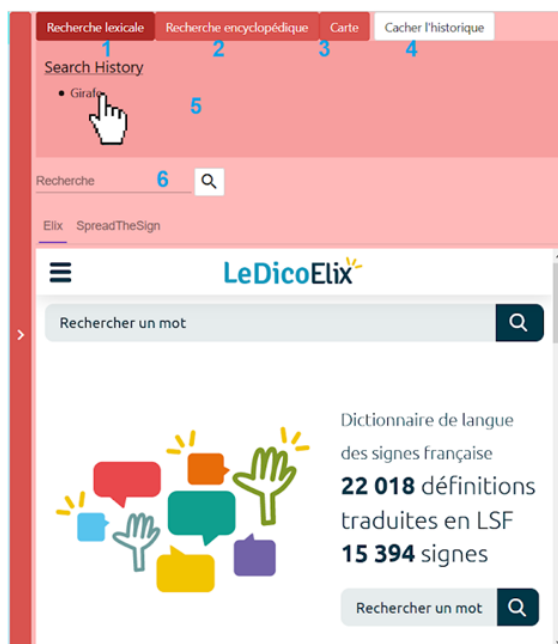 Recherche lexicale Recherche encyclopédique Carte Cacher l'historique
1 2 3 4
Search History
Girafe
5
Recherche 6
Elix SpreadTheSign
LeDicoElix
Rechercher un mot
Dictionnaire de langue
des signes française
22 018 définitions
traduites en LSF
15 394 signes
Rechercher un mot